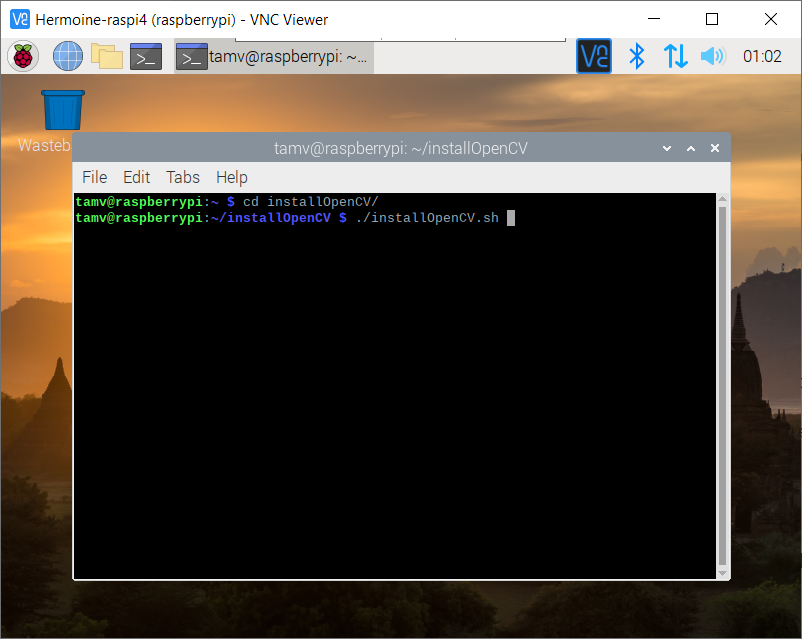 Hermoine-raspi4 (raspberrypi) - VNC Viewer
tamv@raspberrypi: ~...
01:02
Wasteb
tamv@raspberrypi: ~/installOpenCV
File Edit Tabs Help
tamv@raspberrypi:~ $ cd installOpenCV/
tamv@raspberrypi:~/installOpenCV $ ./installOpenCV.sh